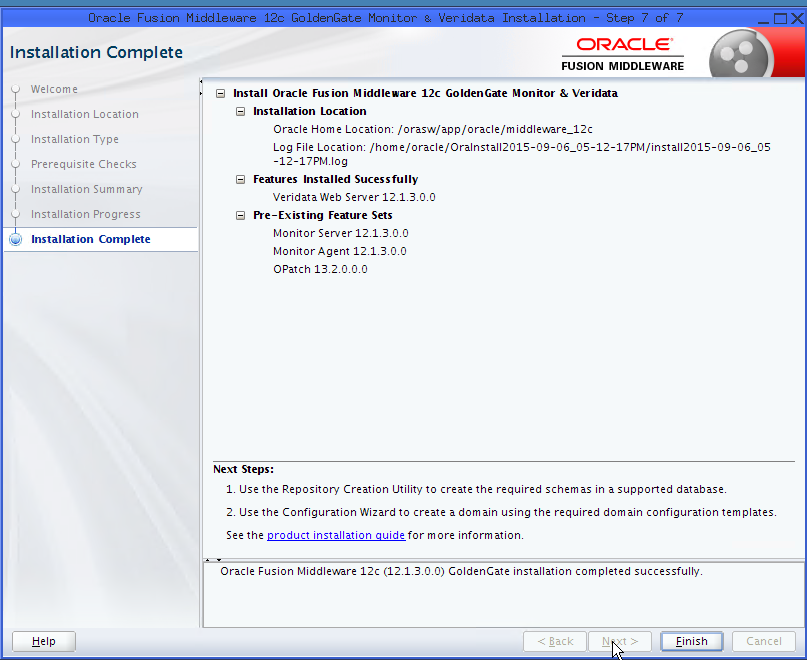 Oracle Fusion Middleware 12c GoldenGate Monitor & Veridata Installation - Step 7 of 7
Installation Complete
ORACLE
FUSION MIDDLEWARE
Welcome
Installation Location
Installation Type
Prerequisite Checks
Installation Summary
Installation Progress
Installation Complete
Install Oracle Fusion Middleware 12c GoldenGate Monitor & Veridata
Installation Location
Oracle Home Location: /orasw/app/oracle/middleware_12c
Log File Location: /home/oracle/OraInstall2015-09-06_05-12-17PM/install2015-09-06_05
-12-17PM.log
Features Installed Sucessfully
Veridata Web Server 12.1.3.0.0
Pre-Existing Feature Sets
Monitor Server 12.1.3.0.0
Monitor Agent 12.1.3.0.0
OPatch 13.2.0.0.0
Next Steps:
1. Use the Repository Creation Utility to create the required schemas in a supported database.
2. Use the Configuration Wizard to create a domain using the required domain configuration templates.
See the product installation guide for more information.
Oracle Fusion Middleware 12c (12.1.3.0.0) GoldenGate installation completed successfully.
Help
< Back
Next >
Finish
Cancel